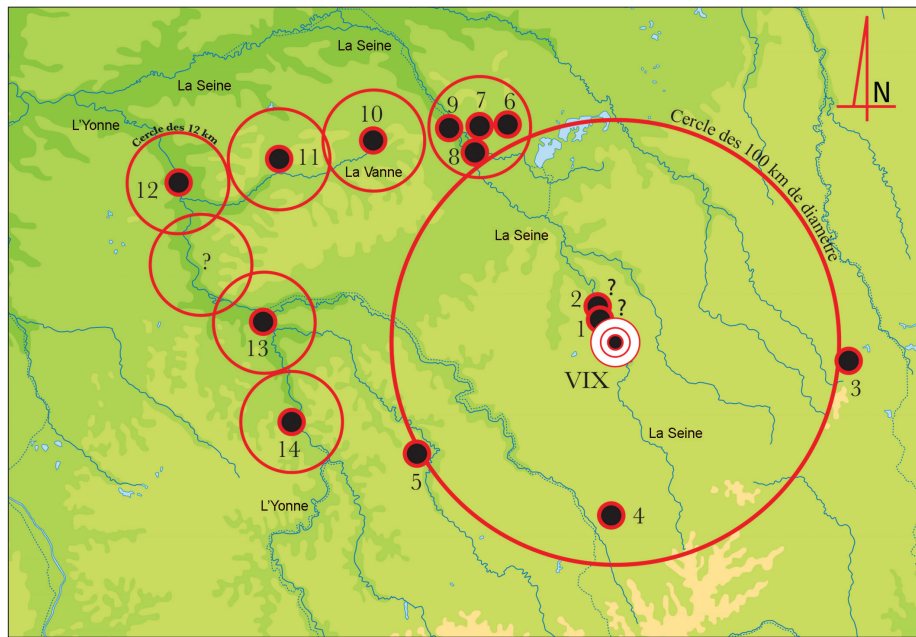 La Seine
La Seine
L'Yonne
N
9
7
6
8
10
11
12
Cercle des 12 km
La Vanne
Cercle des 100 km de diamètre
La Seine
?
?
2
?
1
13
VIX
3
14
La Seine
5
4
L'Yonne